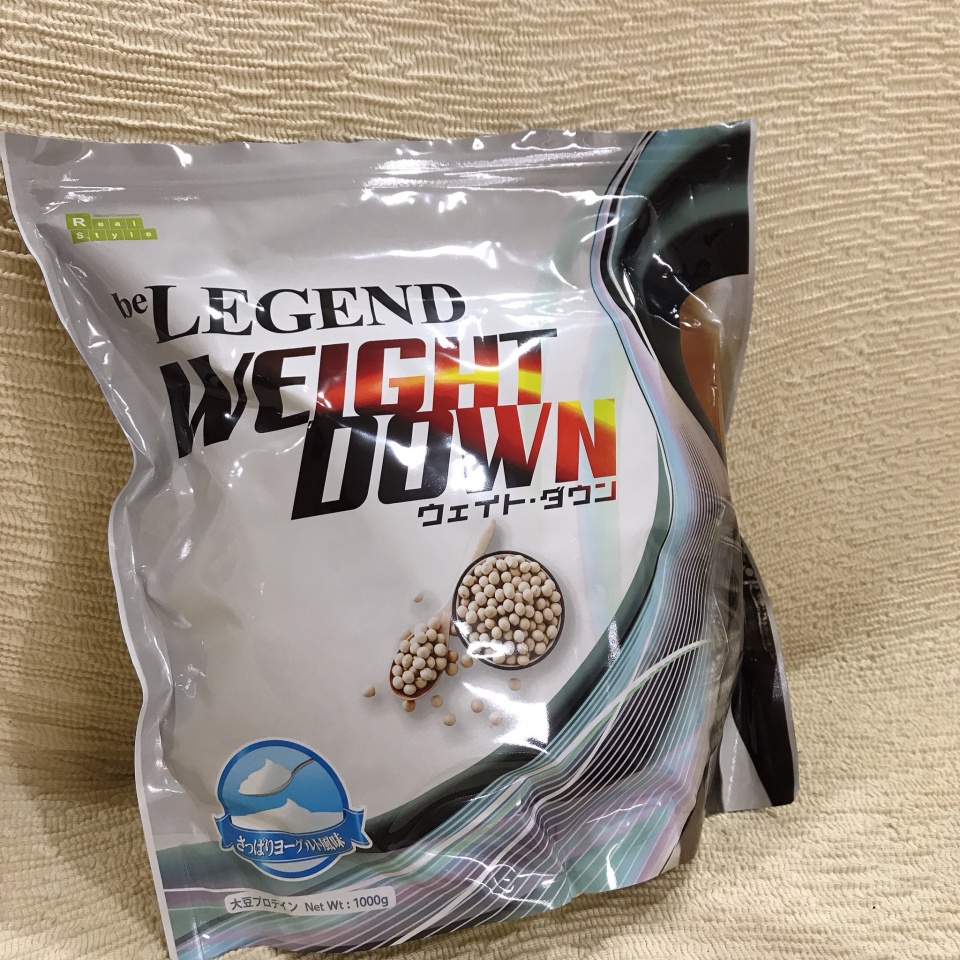 Real
Style
be LEGEND
WEIGHT
DOWN
ウェイト・ダウン
さっぱりヨーグルト風味
大豆プロテイン Net Wt : 1000g